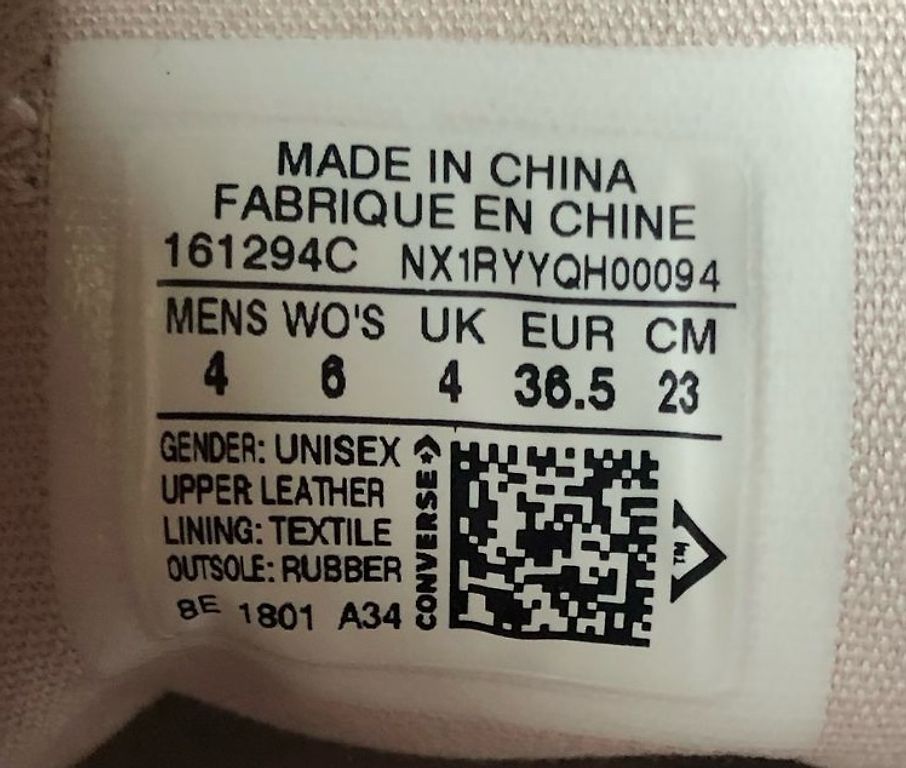 MADE IN CHINA
FABRIQUE EN CHINE
161294C NX1RYYQH00094
MENS WO'S UK EUR CM
4 6 4 36.5 23
GENDER: UNISEX
UPPER LEATHER
LINING: TEXTILE
OUTSOLE: RUBBER
8E 1801 A34
CONVERSE